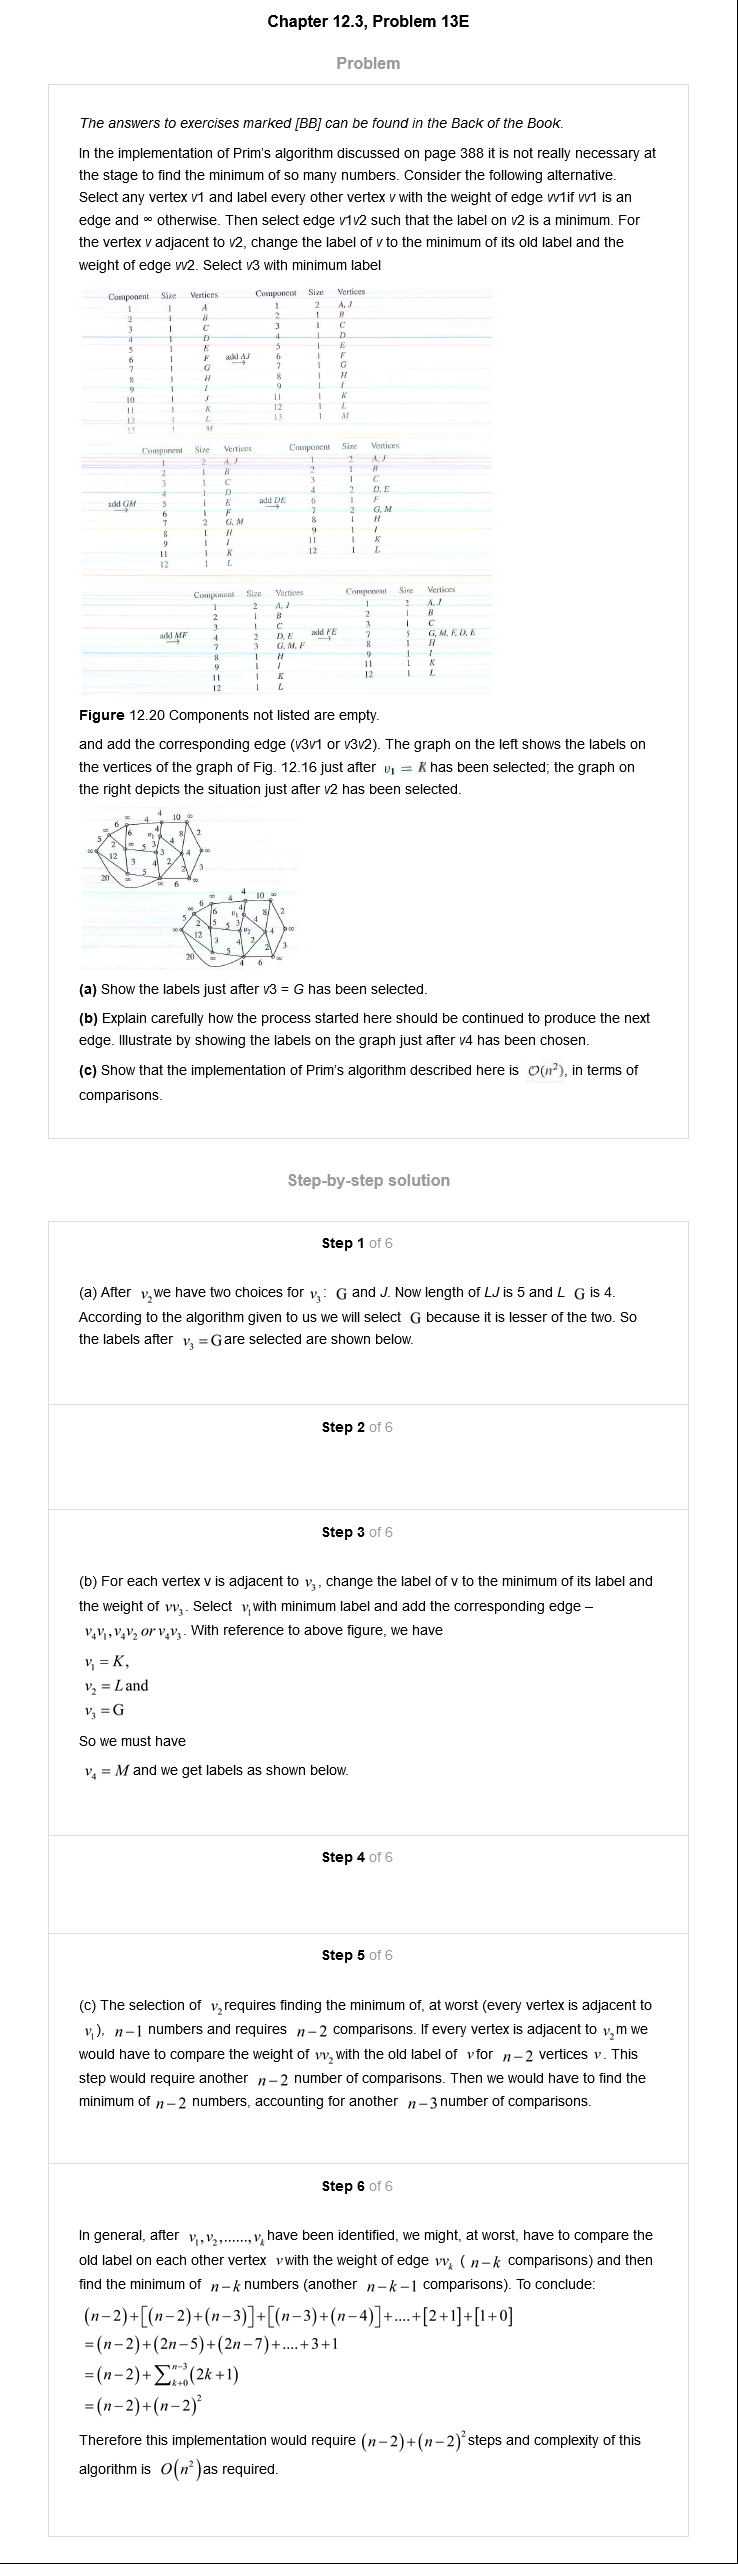 Chapter 12.3, Problem 13E
Problem
The answers to exercises marked [BB] can be found in the Back of the Book.
In the implementation of Prim's algorithm discussed on page 388 it is not really necessary at
the stage to find the minimum of so many numbers. Consider the following alternative.
Select any vertex v1 and label every other vertex v with the weight of edge vv1if vv1 is an
edge and ∞ otherwise. Then select edge v1v2 such that the label on v2 is a minimum. For
the vertex v adjacent to v2, change the label of v to the minimum of its old label and the
weight of edge vv2. Select v3 with minimum label
Component Size Vertices Component Size Vertices
1 1 A 1 2 A, J
2 1 B 2 1 B
3 1 C 3 1 C
4 1 D 4 1 D
5 1 E 5 1 E
6 1 F add AJ 6 1 F
7 1 G 7 1 G
8 1 H 8 1 H
9 1 I 9 1 I
10 1 J 11 1 K
11 1 K 12 1 L
12 1 L 13 1 M
13 1 M
Component Size Vertices Component Size Vertices
1 2 A, J 1 2 A, J
2 1 B 2 1 B
3 1 C 3 1 C
4 1 D 4 2 D, E
add GM 5 1 E add DE 6 1 F
6 1 F 7 2 G, M
7 2 G, M 8 1 H
8 1 H 9 1 I
9 1 I 11 1 K
11 1 K 12 1 L
12 1 L
Component Size Vertices Component Size Vertices
1 2 A, J 1 2 A, J
2 1 B 2 1 B
3 1 C 3 1 C
add MF 4 2 D, E add FE 7 5 G, M, F, D, E
7 3 G, M, F 8 1 H
8 1 H 9 1 I
9 1 I 11 1 K
11 1 K 12 1 L
12 1 L
Figure 12.20 Components not listed are empty.
and add the corresponding edge (v3v1 or v3v2). The graph on the left shows the labels on
the vertices of the graph of Fig. 12.16 just after v₁ = K has been selected; the graph on
the right depicts the situation just after v2 has been selected.
(a) Show the labels just after v3 = G has been selected.
(b) Explain carefully how the process started here should be continued to produce the next
edge. Illustrate by showing the labels on the graph just after v4 has been chosen.
(c) Show that the implementation of Prim's algorithm described here is O(n²), in terms of
comparisons.
Step-by-step solution
Step 1 of 6
(a) After v₂ we have two choices for v₃: G and J. Now length of LJ is 5 and L G is 4.
According to the algorithm given to us we will select G because it is lesser of the two. So
the labels after v₃ = G are selected are shown below.
Step 2 of 6
Step 3 of 6
(b) For each vertex v is adjacent to v₃, change the label of v to the minimum of its label and
the weight of vv₃. Select v₁ with minimum label and add the corresponding edge –
v₄v₁, v₄v₂ or v₄v₃. With reference to above figure, we have
v₁ = K,
v₂ = L and
v₃ = G
So we must have
v₄ = M and we get labels as shown below.
Step 4 of 6
Step 5 of 6
(c) The selection of v₂ requires finding the minimum of, at worst (every vertex is adjacent to
v₁), n−1 numbers and requires n−2 comparisons. If every vertex is adjacent to v₂m we
would have to compare the weight of vv₂ with the old label of v for n−2 vertices v. This
step would require another n−2 number of comparisons. Then we would have to find the
minimum of n−2 numbers, accounting for another n−3 number of comparisons.
Step 6 of 6
In general, after v₁, v₂,......, vₖ have been identified, we might, at worst, have to compare the
old label on each other vertex v with the weight of edge vvₖ ( n−k comparisons) and then
find the minimum of n−k numbers (another n−k−1 comparisons). To conclude:
(n−2)+[(n−2)+(n−3)]+[(n−3)+(n−4)]+....+[2+1]+[1+0]
=(n−2)+(2n−5)+(2n−7)+....+3+1
=(n−2)+∑ₖ₊₀ⁿ⁻³(2k+1)
=(n−2)+(n−2)²
Therefore this implementation would require (n−2)+(n−2)² steps and complexity of this
algorithm is O(n²) as required.